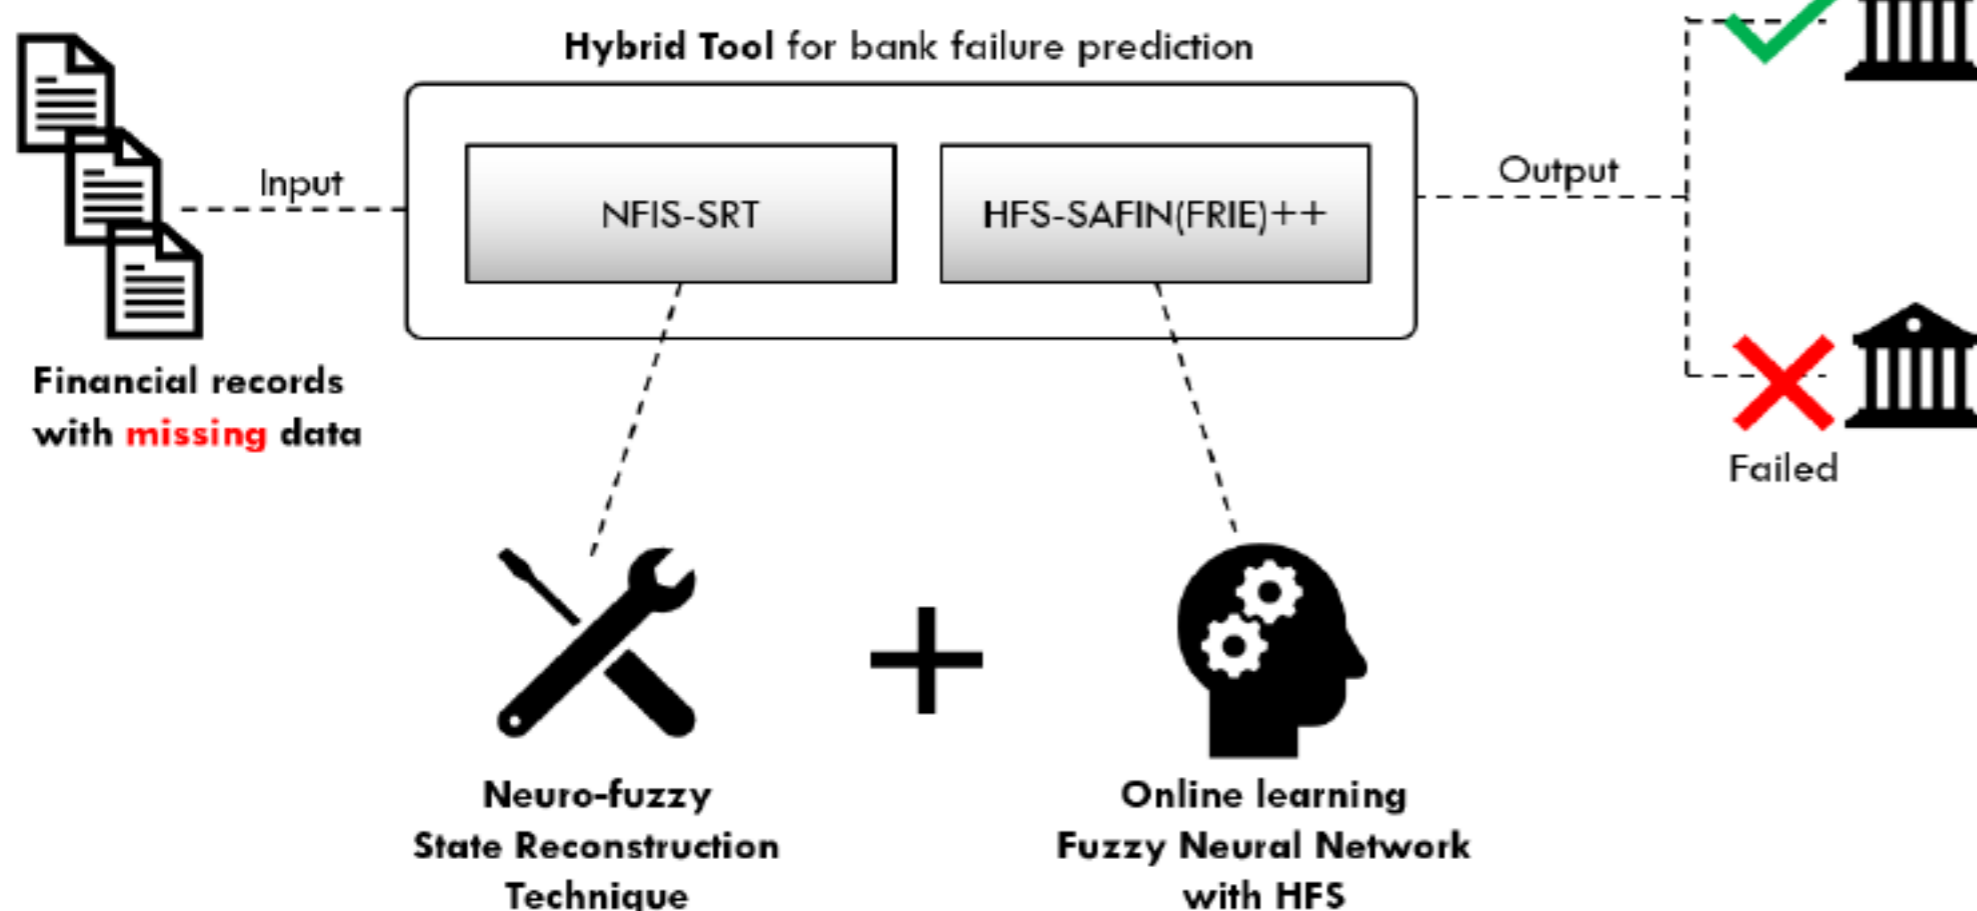 Hybrid Tool for bank failure prediction
Input
NFIS-SRT
HFS-SAFIN(FRIE)++
Output
Financial records
with missing data
Failed
Neuro-fuzzy
State Reconstruction
Technique
Online learning
Fuzzy Neural Network
with HFS